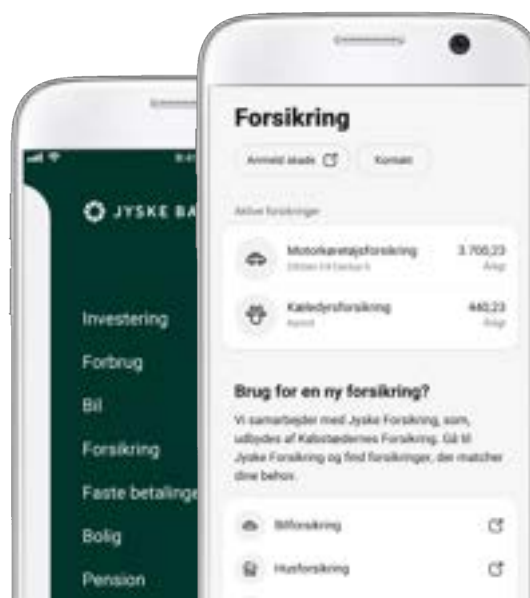 JYSKE BA
Investering
Forbrug
Bil
Forsikring
Faste betalinge
Bolig
Pension
Forsikring
Anmeld skade
Kontakt
Aktive forsikringer
Motorkøretøjsforsikring 3.700,23
Årligt
Kæledyrsforsikring 440,23
Årligt
Brug for en ny forsikring?
Vi samarbejder med Jyske Forsikring, som,
udbydes af Købstædernes Forsikring. Gå til
Jyske Forsikring og find forsikringer, der matcher
dine behov.
Bilforsikring
Husforsikring